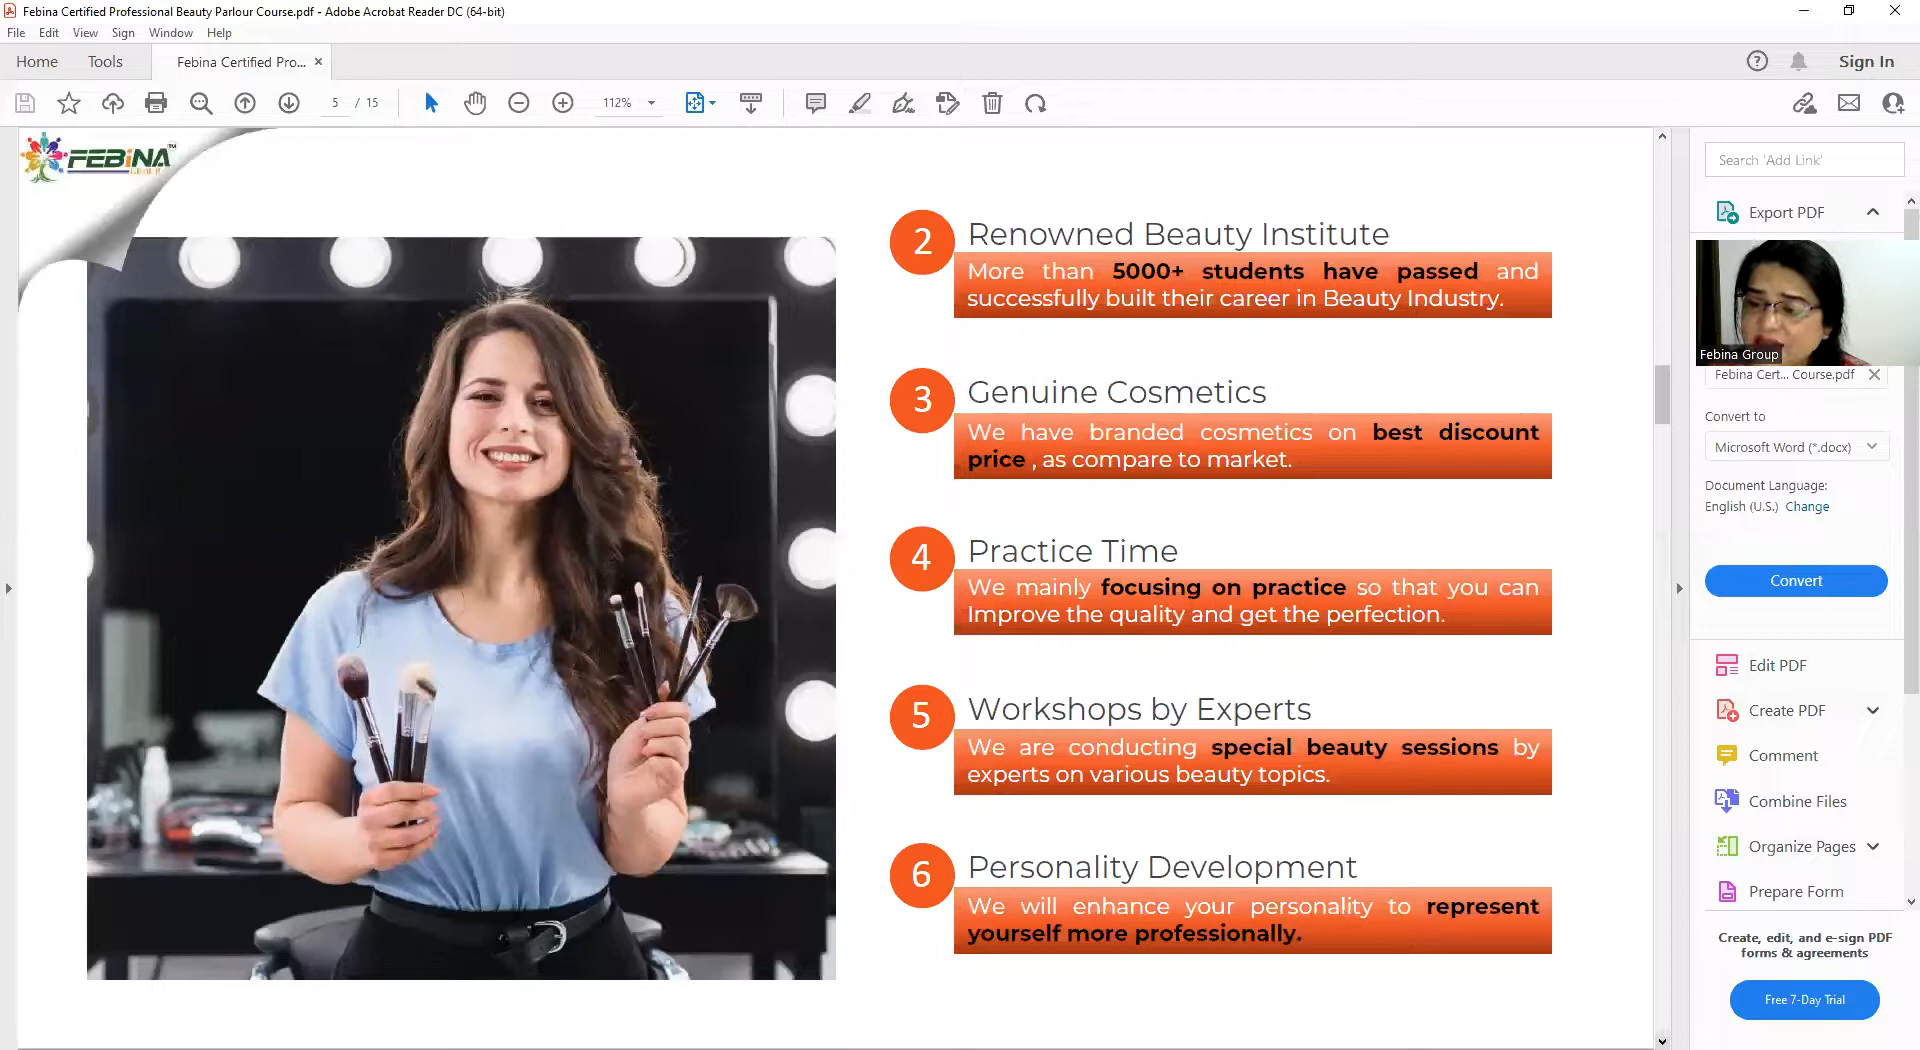 Febina Certified Professional Beauty Parlour Course.pdf - Adobe Acrobat Reader DC (64-bit)
File Edit View Sign Window Help
Home Tools Febina Certified Pro... Sign In
5 / 15 112%
FEBiNA TM
GROUP
Search 'Add Link'
Export PDF
Febina Group
Febina Cert... Course.pdf
Convert to
Microsoft Word (*.docx)
Document Language:
English (U.S.) Change
Convert
Edit PDF
Create PDF
Comment
Combine Files
Organize Pages
Prepare Form
Create, edit, and e-sign PDF
forms & agreements
Free 7-Day Trial
2 Renowned Beauty Institute
More than 5000+ students have passed and
successfully built their career in Beauty Industry.
3 Genuine Cosmetics
We have branded cosmetics on best discount
price , as compare to market.
4 Practice Time
We mainly focusing on practice so that you can
Improve the quality and get the perfection.
5 Workshops by Experts
We are conducting special beauty sessions by
experts on various beauty topics.
6 Personality Development
We will enhance your personality to represent
yourself more professionally.